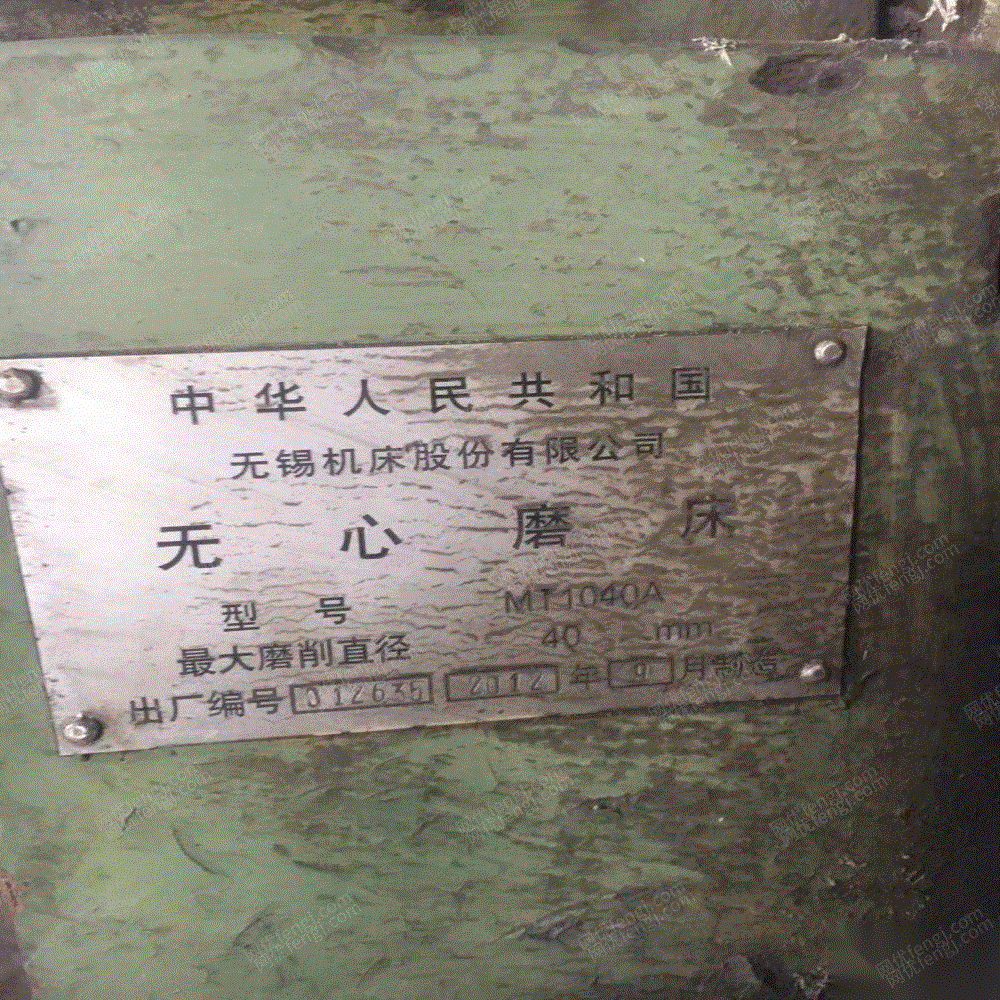 中华人民共和国
无锡机床股份有限公司
无心磨床
型号 MT1040A
最大磨削直径 40 mm
出厂编号 012635 2012 年 9 月制造